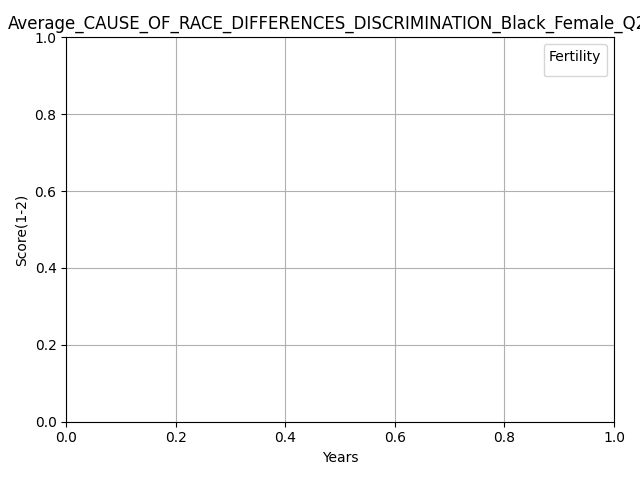 Average_CAUSE_OF_RACE_DIFFERENCES_DISCRIMINATION_Black_Female_Q2
1.0
Fertility
0.8
0.6
Score(1-2)
0.4
0.2
0.0
0.0 0.2 0.4 0.6 0.8 1.0
Years